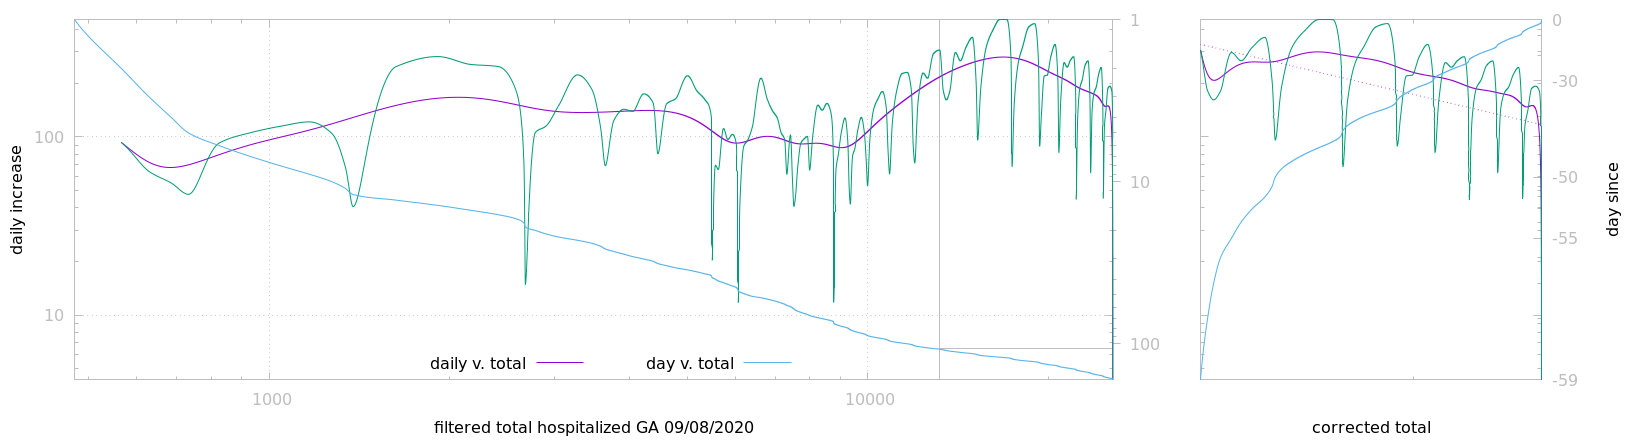 daily increase
100
10
1000
10000
daily v. total
day v. total
filtered total hospitalized GA 09/08/2020
1
10
100
0
-30
-50
-55
-59
day since
corrected total